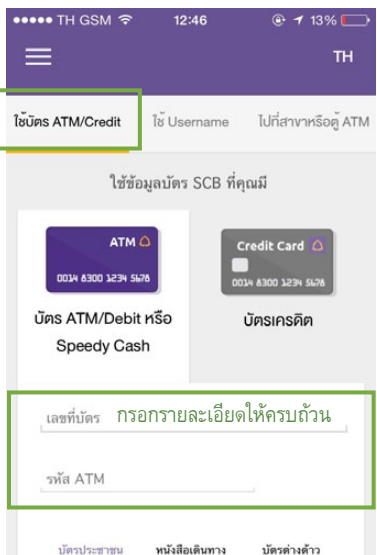 TH GSM 12:46 13%
TH
ใช้บัตร ATM/Credit ใช้ Username ไปที่สาขาหรือตู้ ATM
ใช้ข้อมูลบัตร SCB ที่คุณมี
ATM Credit Card
0014 8300 1234 5678 0014 8300 1234 5678
บัตร ATM/Debit หรือ บัตรเครดิต
Speedy Cash
เลขที่บัตร กรอกรายละเอียดให้ครบถ้วน
รหัส ATM
บัตรประชาชน หนังสือเดินทาง บัตรต่างด้าว